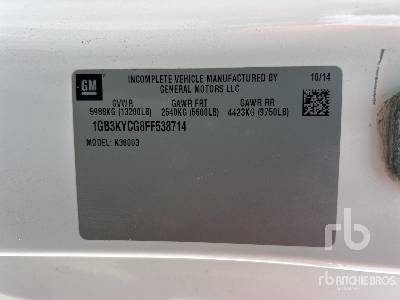 GM
INCOMPLETE VEHICLE MANUFACTURED BY
GENERAL MOTORS LLC
10/14
GVWR GAWR FRT GAWR RR
5988KG (13200LB) 2540KG (5600LB) 4423KG (9750LB)
1GB3KYCG8FF538714
MODEL: K36003
rb
RITCHIE BROS.